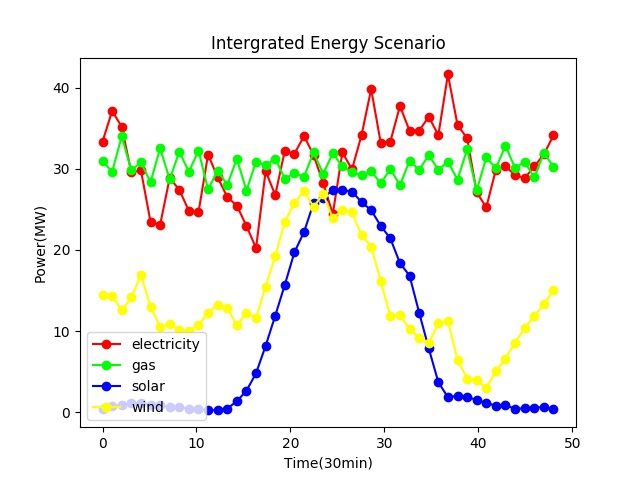 Intergrated Energy Scenario
Power(MW)
40
30
20
10
0
electricity
gas
solar
wind
0 10 20 30 40 50
Time(30min)